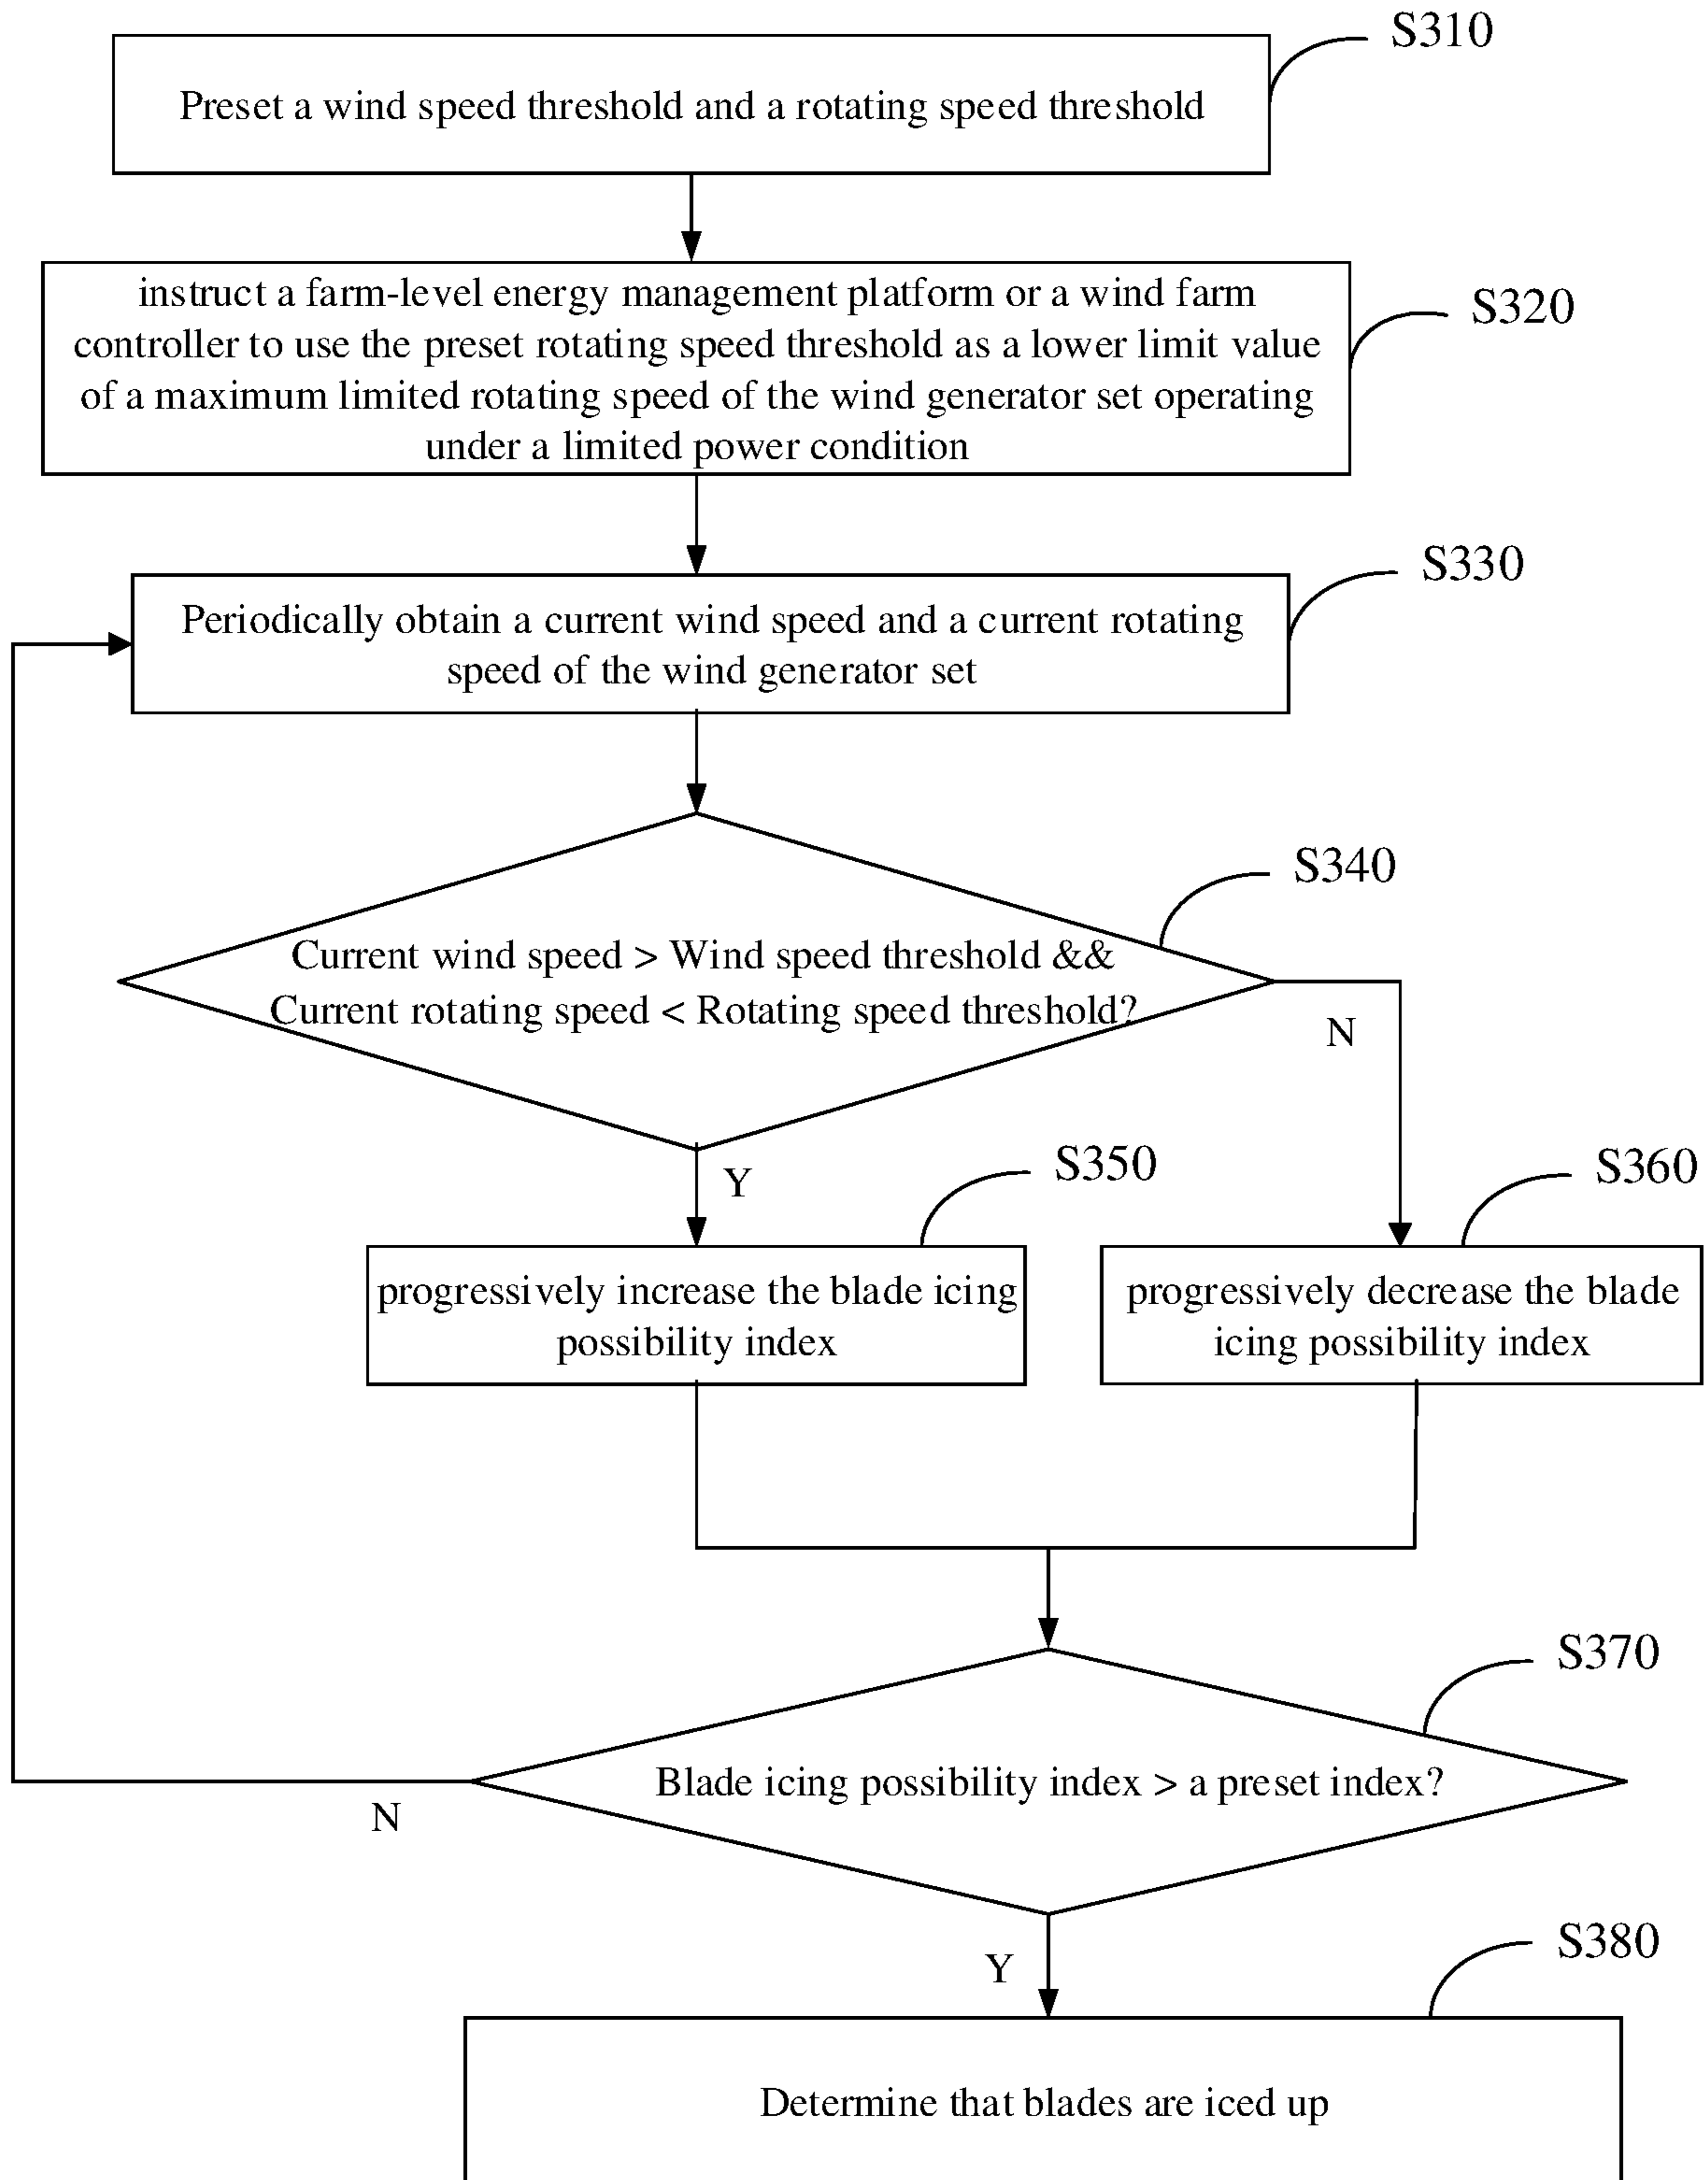 S310
Preset a wind speed threshold and a rotating speed threshold
instruct a farm-level energy management platform or a wind farm
S320
controller to use the preset rotating speed threshold as a lower limit value
of a maximum limited rotating speed of the wind generator set operating
under a limited power condition
S330
Periodically obtain a current wind speed and a current rotating
speed of the wind generator set
S340
Current wind speed > Wind speed threshold &&
Current rotating speed < Rotating speed threshold?
N
Y
S350
S360
progressively increase the blade icing
possibility index
progressively decrease the blade
icing possibility index
S370
Blade icing possibility index > a preset index?
N
Y
S380
Determine that blades are iced up